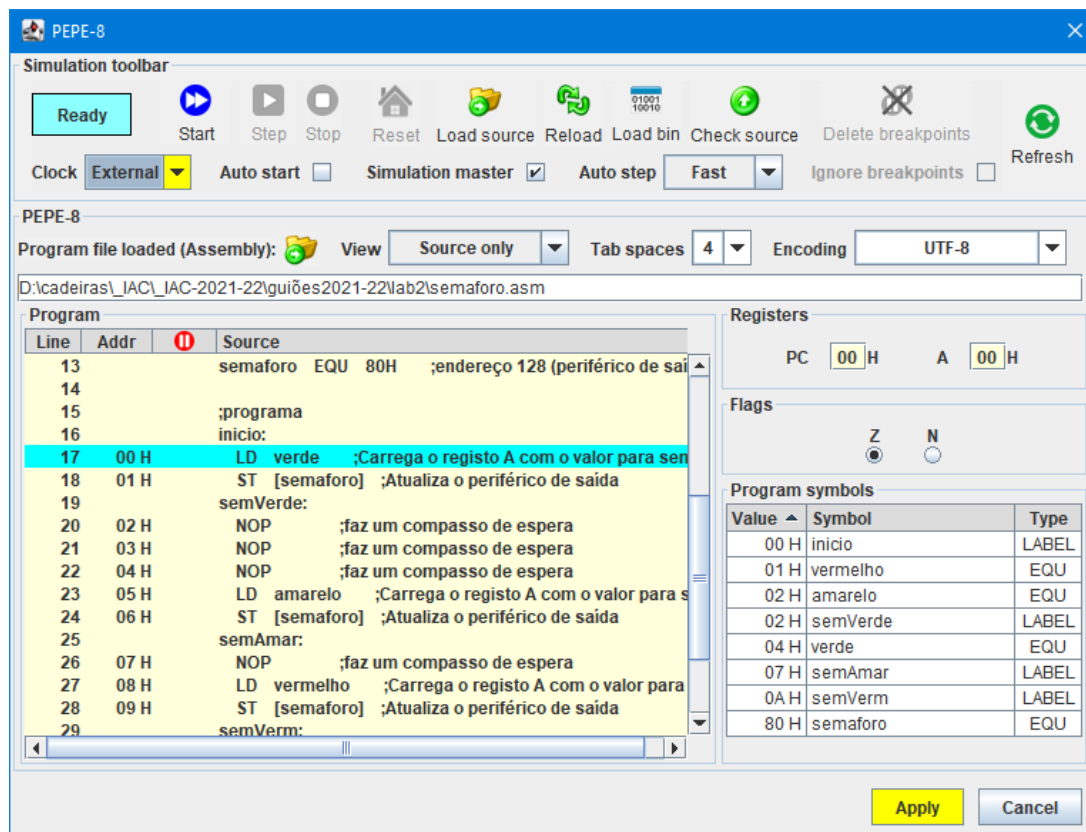 PEPE-8
Simulation toolbar
Ready
Start Step Stop Reset Load source Reload Load bin Check source Delete breakpoints Refresh
Clock External Auto start Simulation master Auto step Fast Ignore breakpoints
PEPE-8
Program file loaded (Assembly): View Source only Tab spaces 4 Encoding UTF-8
D:\cadeiras\_IAC\_IAC-2021-22\guiões2021-22\lab2\semaforo.asm
Program
Line Addr Source
13 semaforo EQU 80H ;endereço 128 (periférico de saí
14
15 ;programa
16 inicio:
17 00 H LD verde ;Carrega o registo A com o valor para sem
18 01 H ST [semaforo] ;Atualiza o periférico de saída
19 semVerde:
20 02 H NOP ;faz um compasso de espera
21 03 H NOP ;faz um compasso de espera
22 04 H NOP ;faz um compasso de espera
23 05 H LD amarelo ;Carrega o registo A com o valor para s
24 06 H ST [semaforo] ;Atualiza o periférico de saída
25 semAmar:
26 07 H NOP ;faz um compasso de espera
27 08 H LD vermelho ;Carrega o registo A com o valor para
28 09 H ST [semaforo] ;Atualiza o periférico de saída
29 semVerm:
Registers
PC 00 H A 00 H
Flags
Z N
Program symbols
Value Symbol Type
00 H inicio LABEL
01 H vermelho EQU
02 H amarelo EQU
02 H semVerde LABEL
04 H verde EQU
07 H semAmar LABEL
0A H semVerm LABEL
80 H semaforo EQU
Apply Cancel